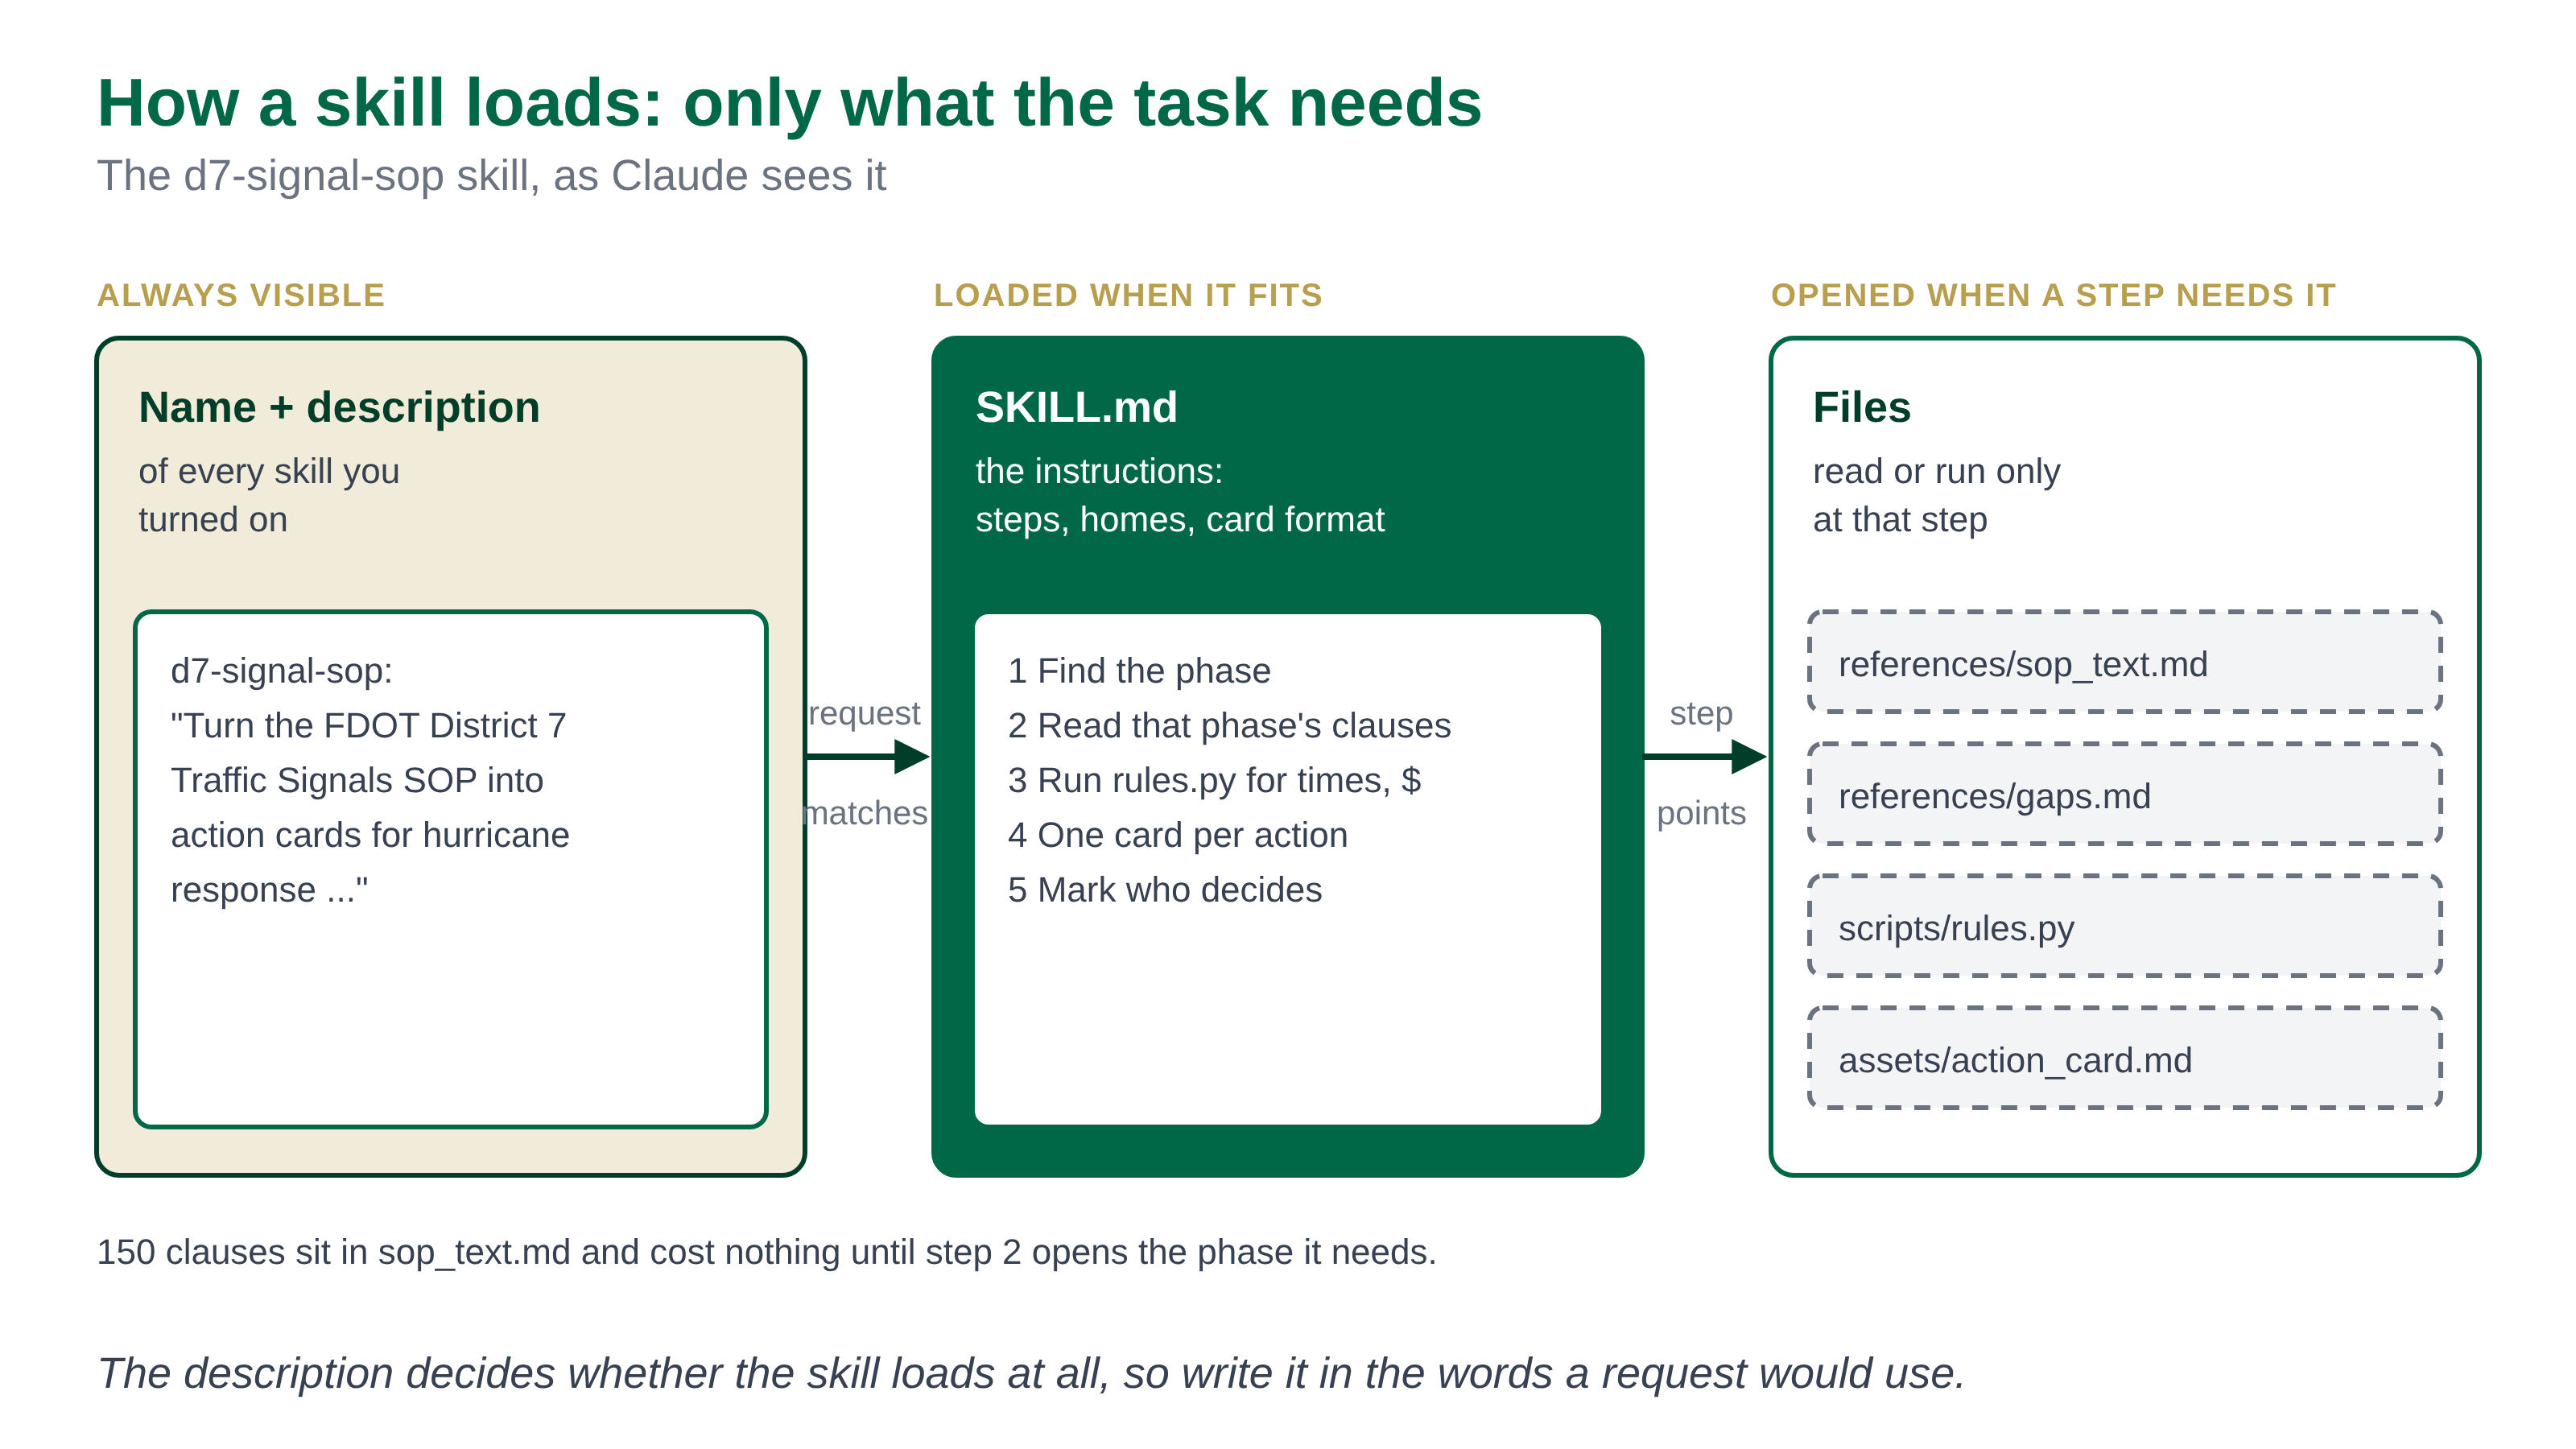 How a skill loads: only what the task needs
The d7-signal-sop skill, as Claude sees it
ALWAYS VISIBLE
Name + description
of every skill you
turned on
d7-signal-sop:
"Turn the FDOT District 7
Traffic Signals SOP into
action cards for hurricane
response ..."
request
matches
LOADED WHEN IT FITS
SKILL.md
the instructions:
steps, homes, card format
1 Find the phase
2 Read that phase's clauses
3 Run rules.py for times, $
4 One card per action
5 Mark who decides
step
points
OPENED WHEN A STEP NEEDS IT
Files
read or run only
at that step
references/sop_text.md
references/gaps.md
scripts/rules.py
assets/action_card.md
150 clauses sit in sop_text.md and cost nothing until step 2 opens the phase it needs.
The description decides whether the skill loads at all, so write it in the words a request would use.